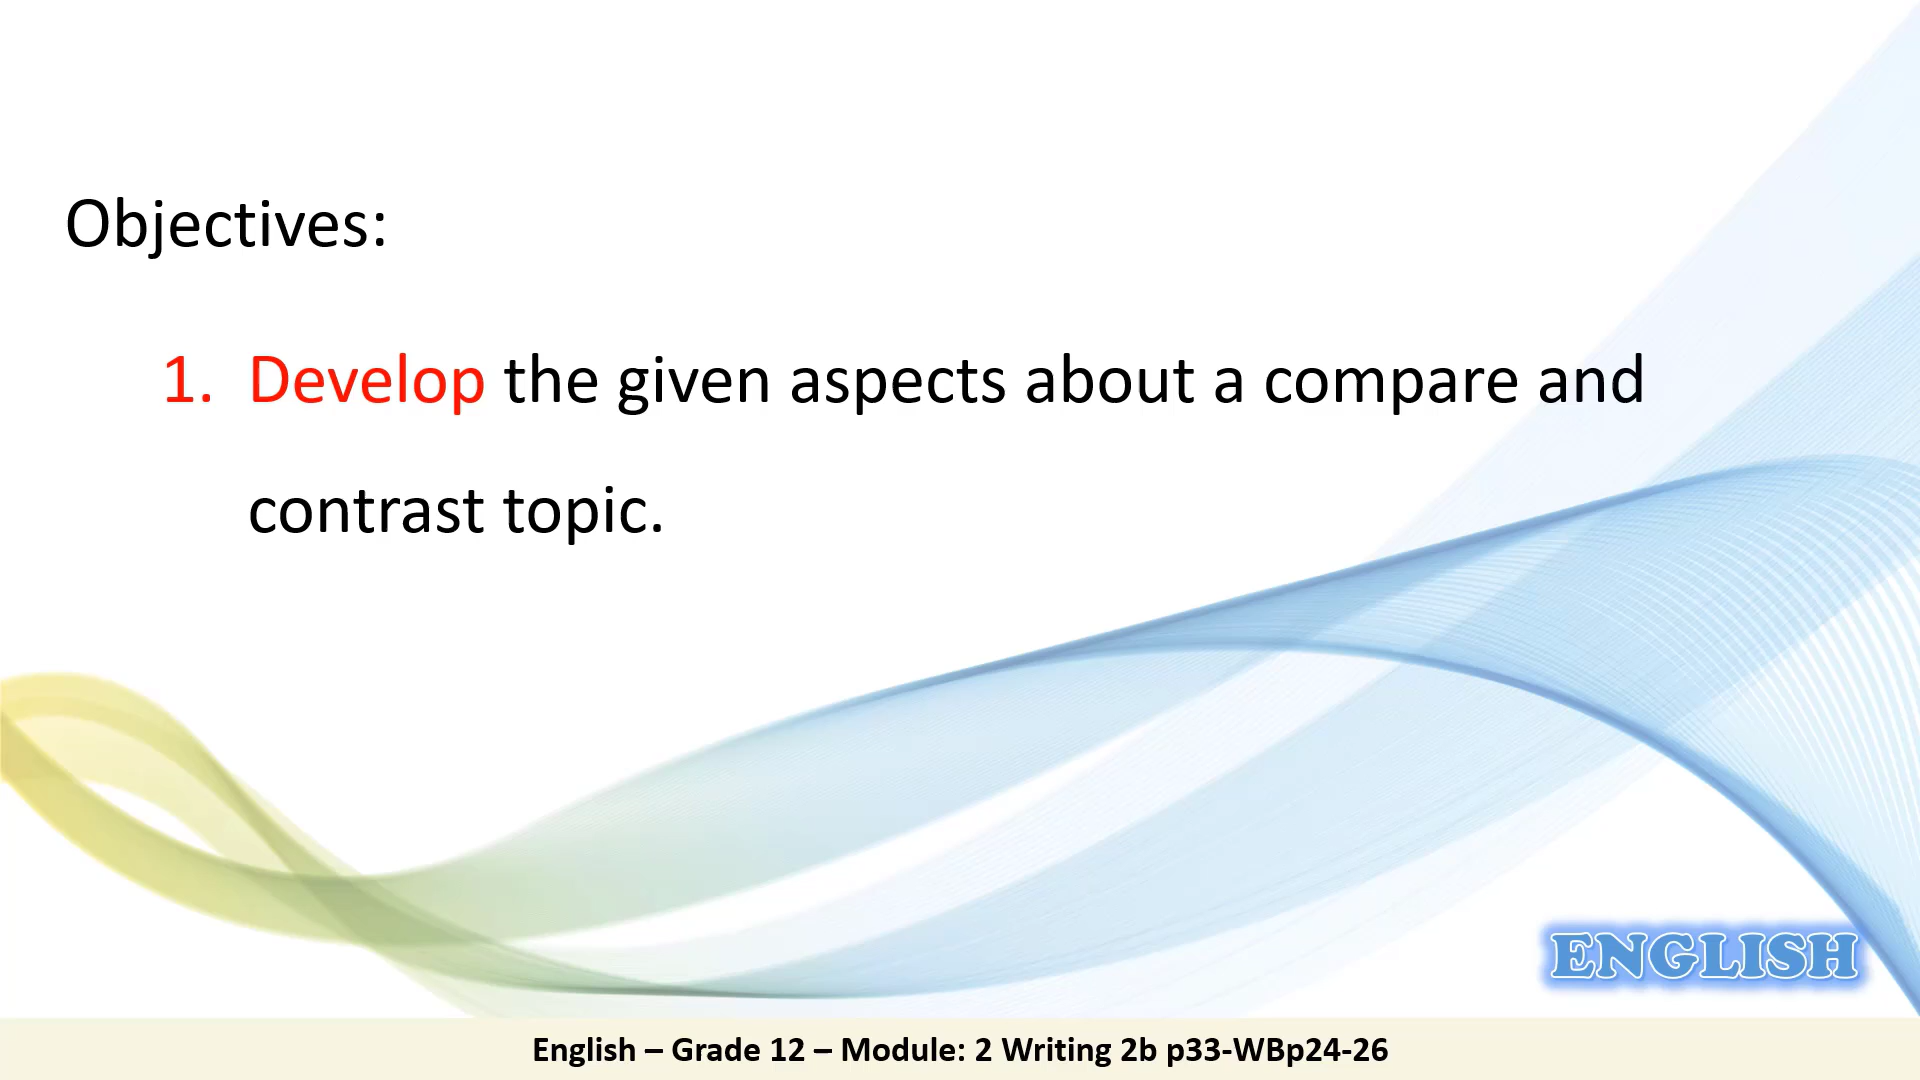 Objectives:
1. Develop the given aspects about a compare and
contrast topic.
ENGLISH
English – Grade 12 – Module: 2 Writing 2b p33-WBp24-26